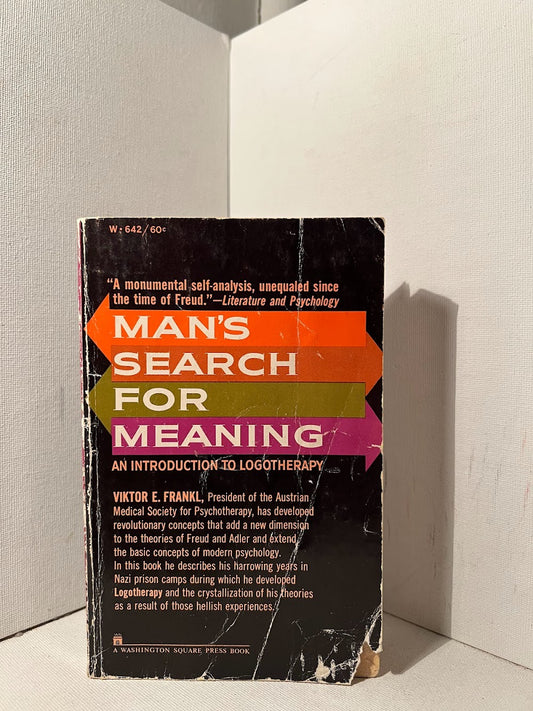 W•642/60¢
"A monumental self-analysis, unequaled since
the time of Freud."—Literature and Psychology
MAN'S
SEARCH
FOR
MEANING
AN INTRODUCTION TO LOGOTHERAPY
VIKTOR E. FRANKL, President of the Austrian
Medical Society for Psychotherapy, has developed
revolutionary concepts that add a new dimension
to the theories of Freud and Adler and extend
the basic concepts of modern psychology.
In this book he describes his harrowing years in
Nazi prison camps during which he developed
Logotherapy and the crystallization of his theories
as a result of those hellish experiences.
A WASHINGTON SQUARE PRESS BOOK